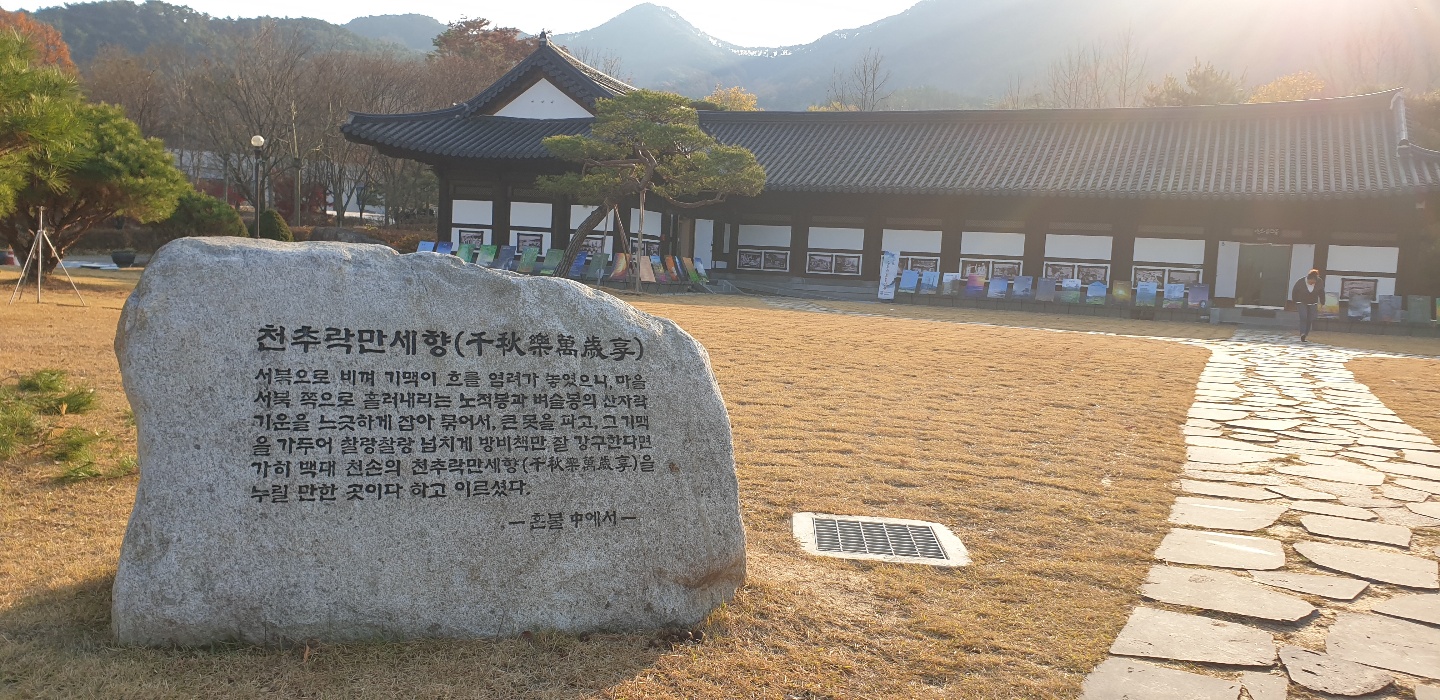 천추락만세향(千秋樂萬歲享)
서북으로 비껴 기맥이 흐를 염려가 놓였으니, 마을
서북 쪽으로 흘러내리는 노적봉과 벼슬봉의 산자락
기운을 느긋하게 잡아 묶어서, 큰 못을 파고, 그 기맥
을 가두어 찰랑찰랑 넘치게 방비책만 잘 강구한다면
가히 백대 천손의 천추락만세향(千秋樂萬歲享)을
누릴 만한 곳이다 하고 이르셨다.
—혼불 中에서—